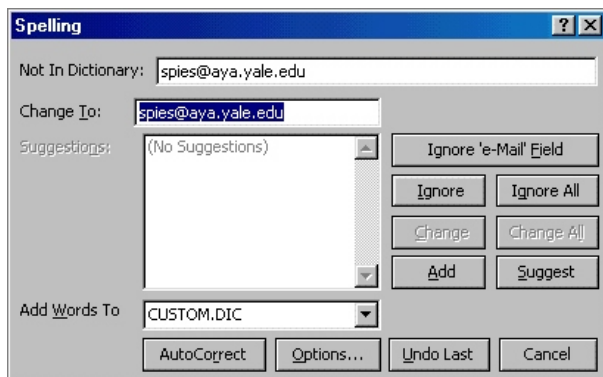 Spelling
Not In Dictionary: spies@aya.yale.edu
Change To: spies@aya.yale.edu
Suggestions: (No Suggestions)
Ignore 'e-Mail' Field
Ignore Ignore All
Change Change All
Add Suggest
Add Words To CUSTOM.DIC
AutoCorrect Options... Undo Last Cancel